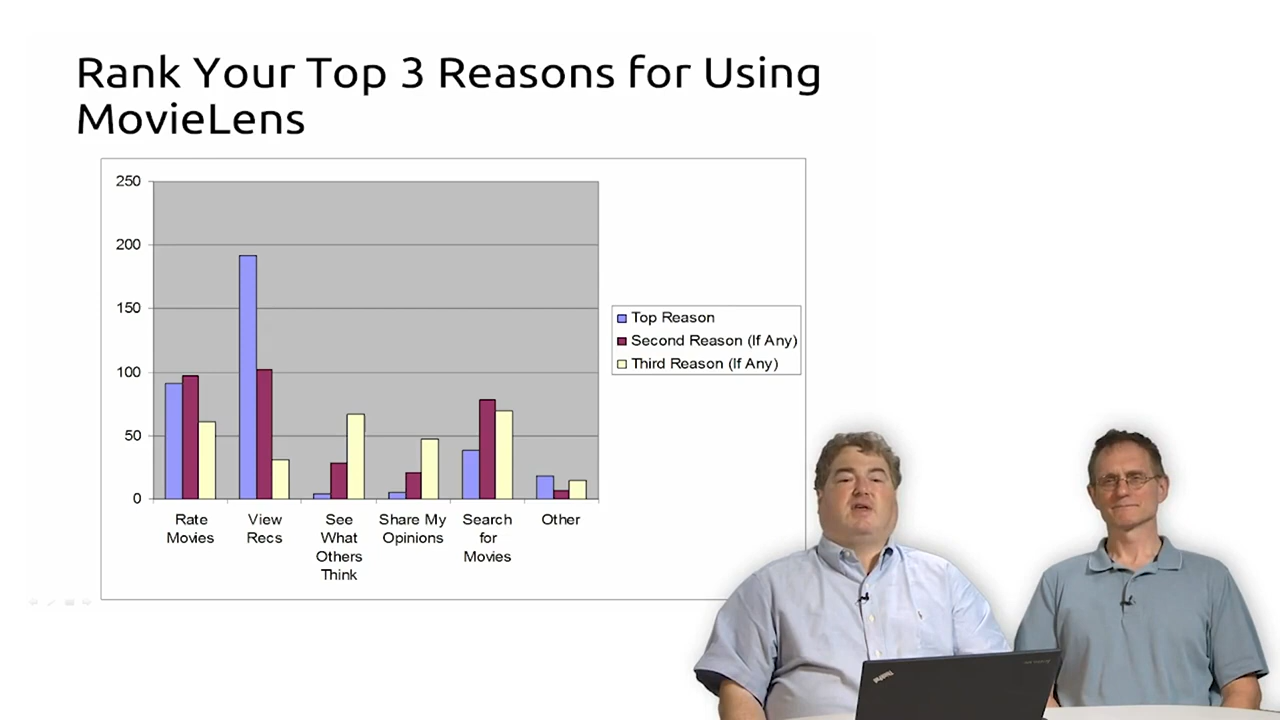 Rank Your Top 3 Reasons for Using
MovieLens
250
200
150
100
50
0
Rate
Movies
View
Recs
See
What
Others
Think
Share My
Opinions
Search
for
Movies
Other
Top Reason
Second Reason (If Any)
Third Reason (If Any)
ThinkPad